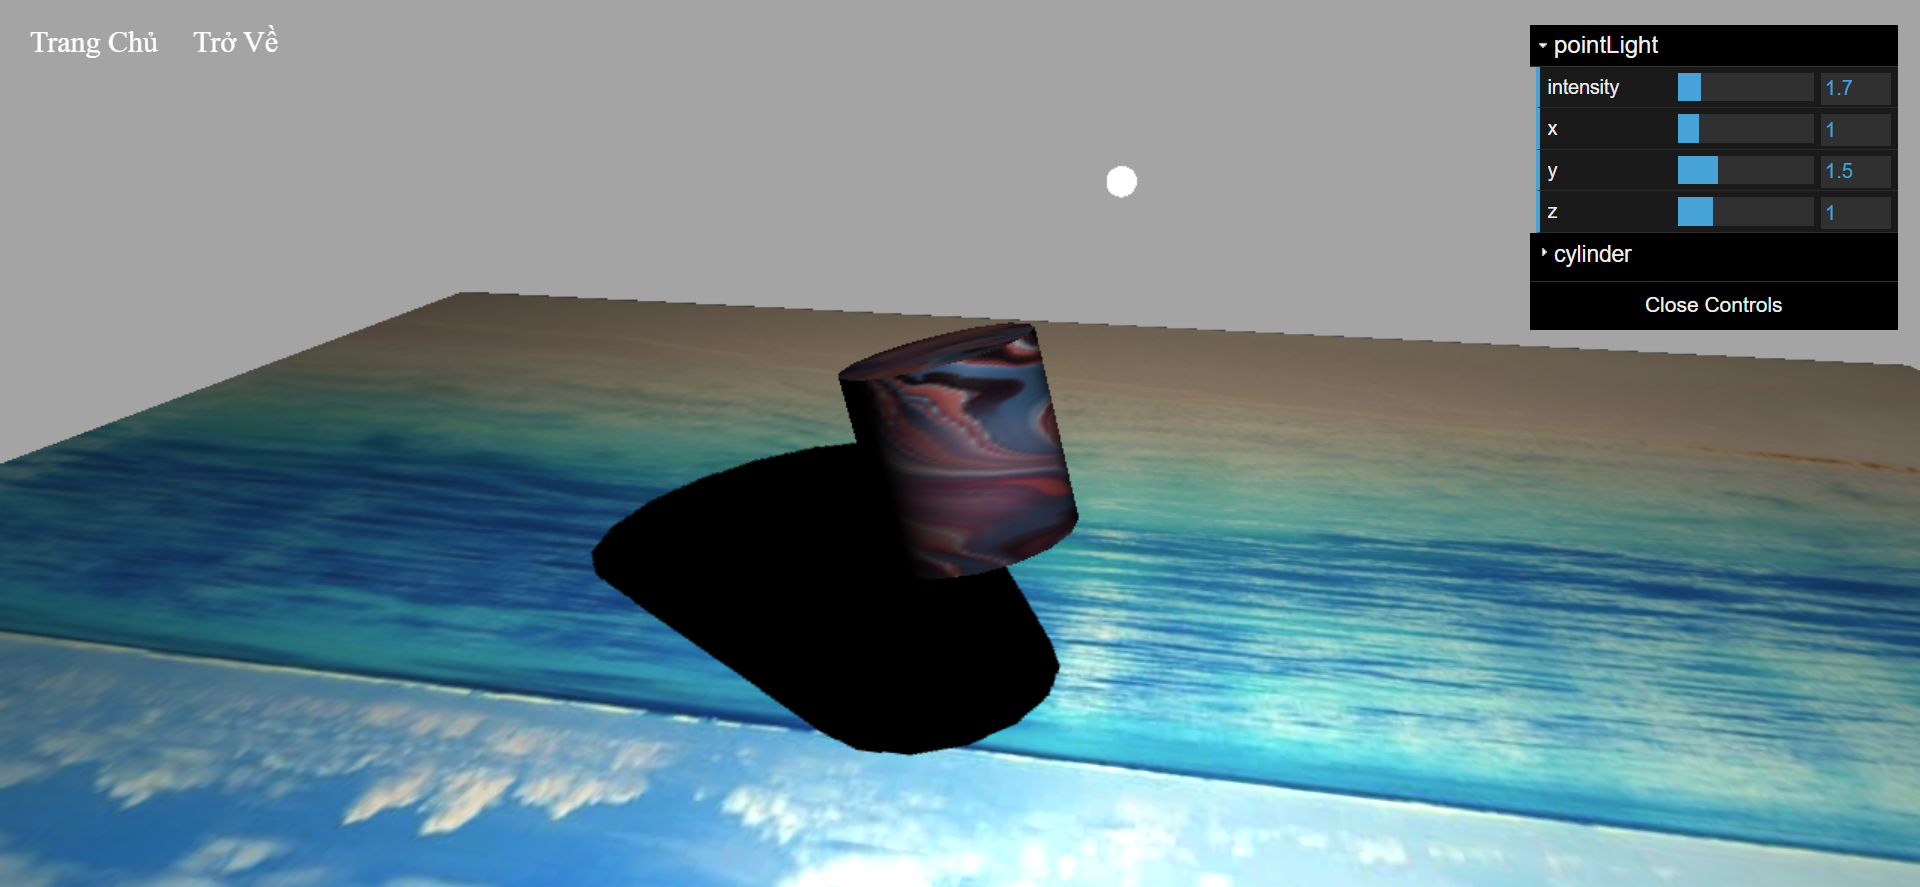 Trang Chủ Trở Về
pointLight
intensity 1.7
x 1
y 1.5
z 1
cylinder
Close Controls